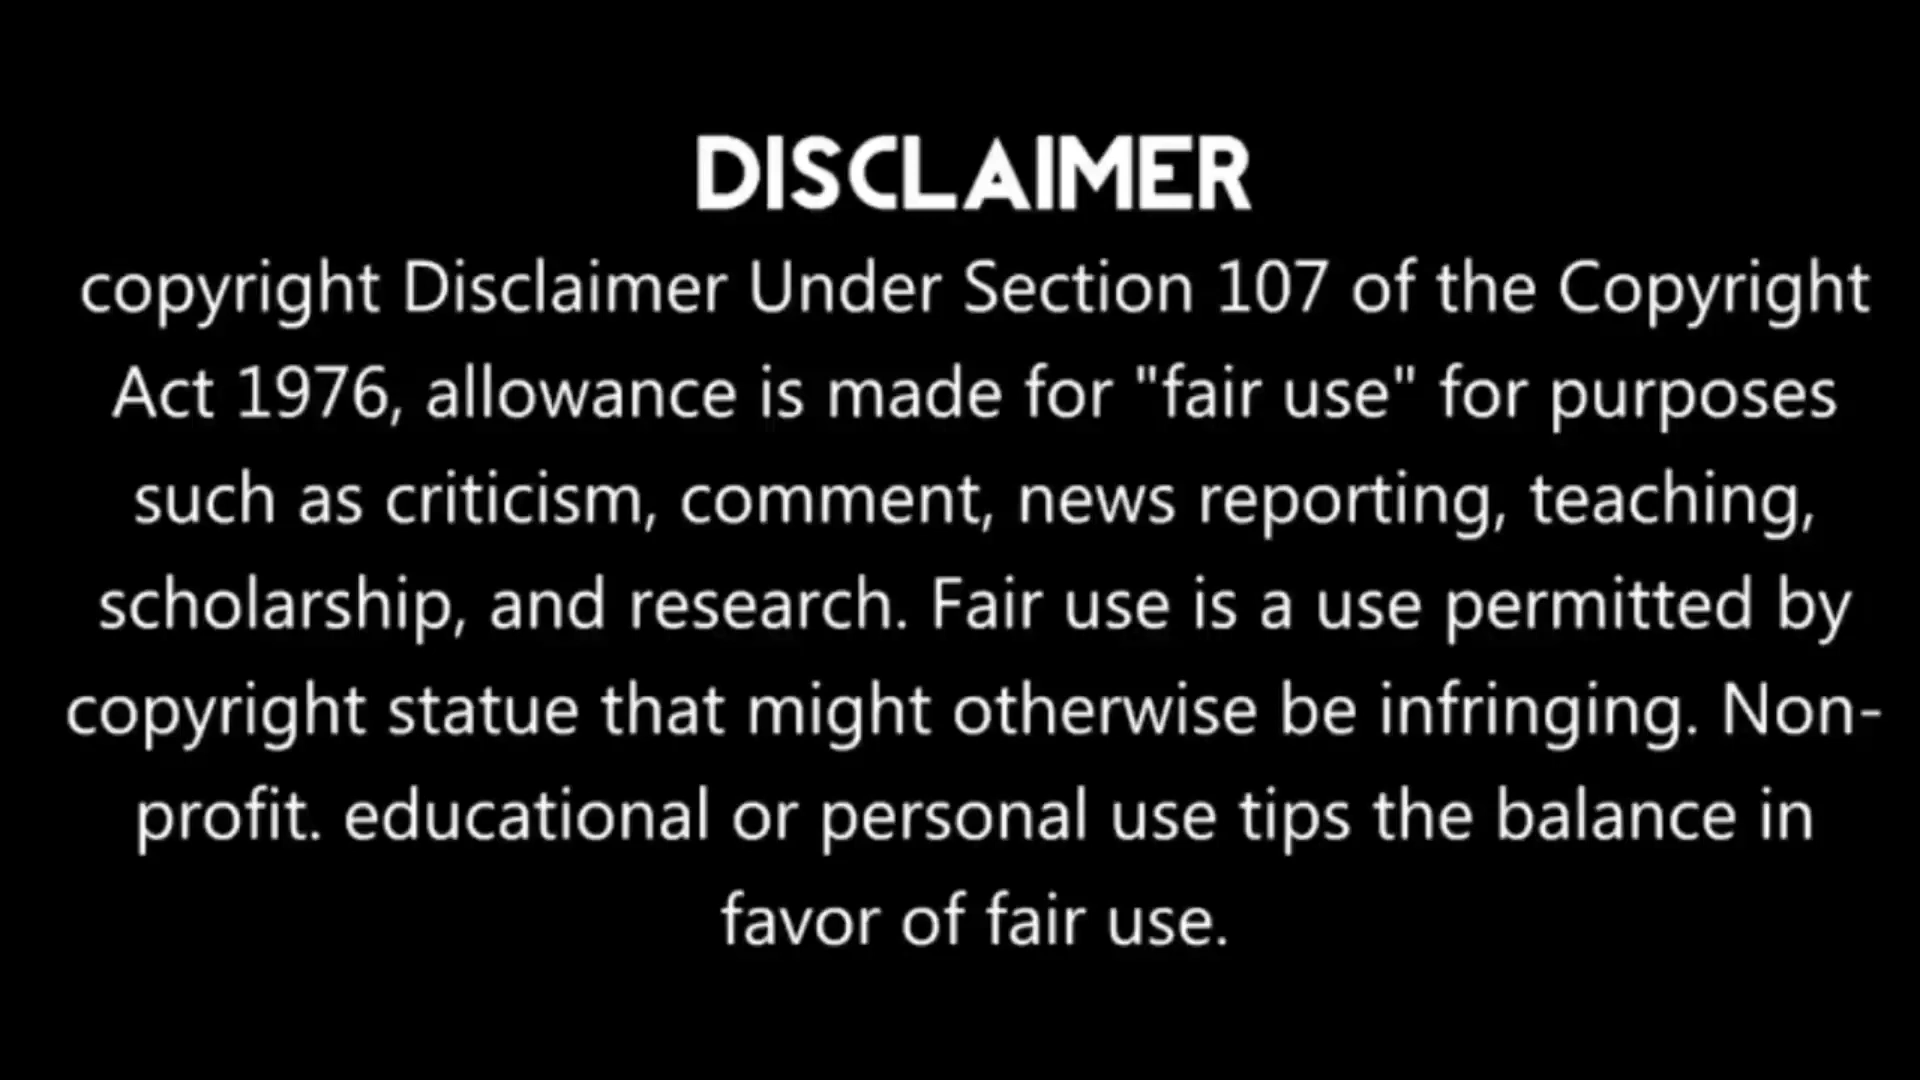 DISCLAIMER
copyright Disclaimer Under Section 107 of the Copyright
Act 1976, allowance is made for "fair use" for purposes
such as criticism, comment, news reporting, teaching,
scholarship, and research. Fair use is a use permitted by
copyright statue that might otherwise be infringing. Non-
profit. educational or personal use tips the balance in
favor of fair use.